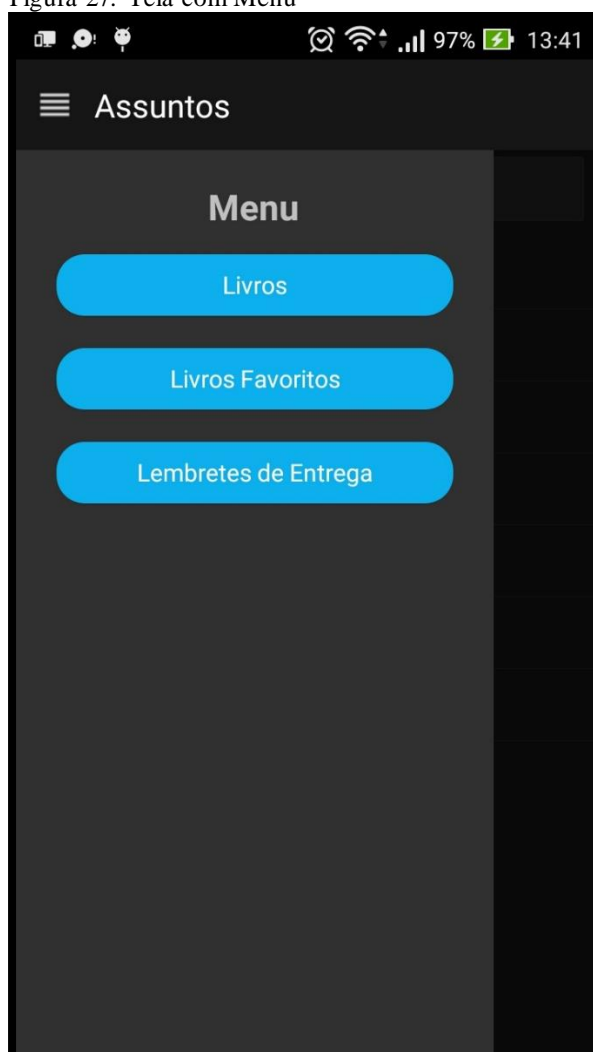 Figura 27: Tela com Menu
97% 13:41
Assuntos
Menu
Livros
Livros Favoritos
Lembretes de Entrega